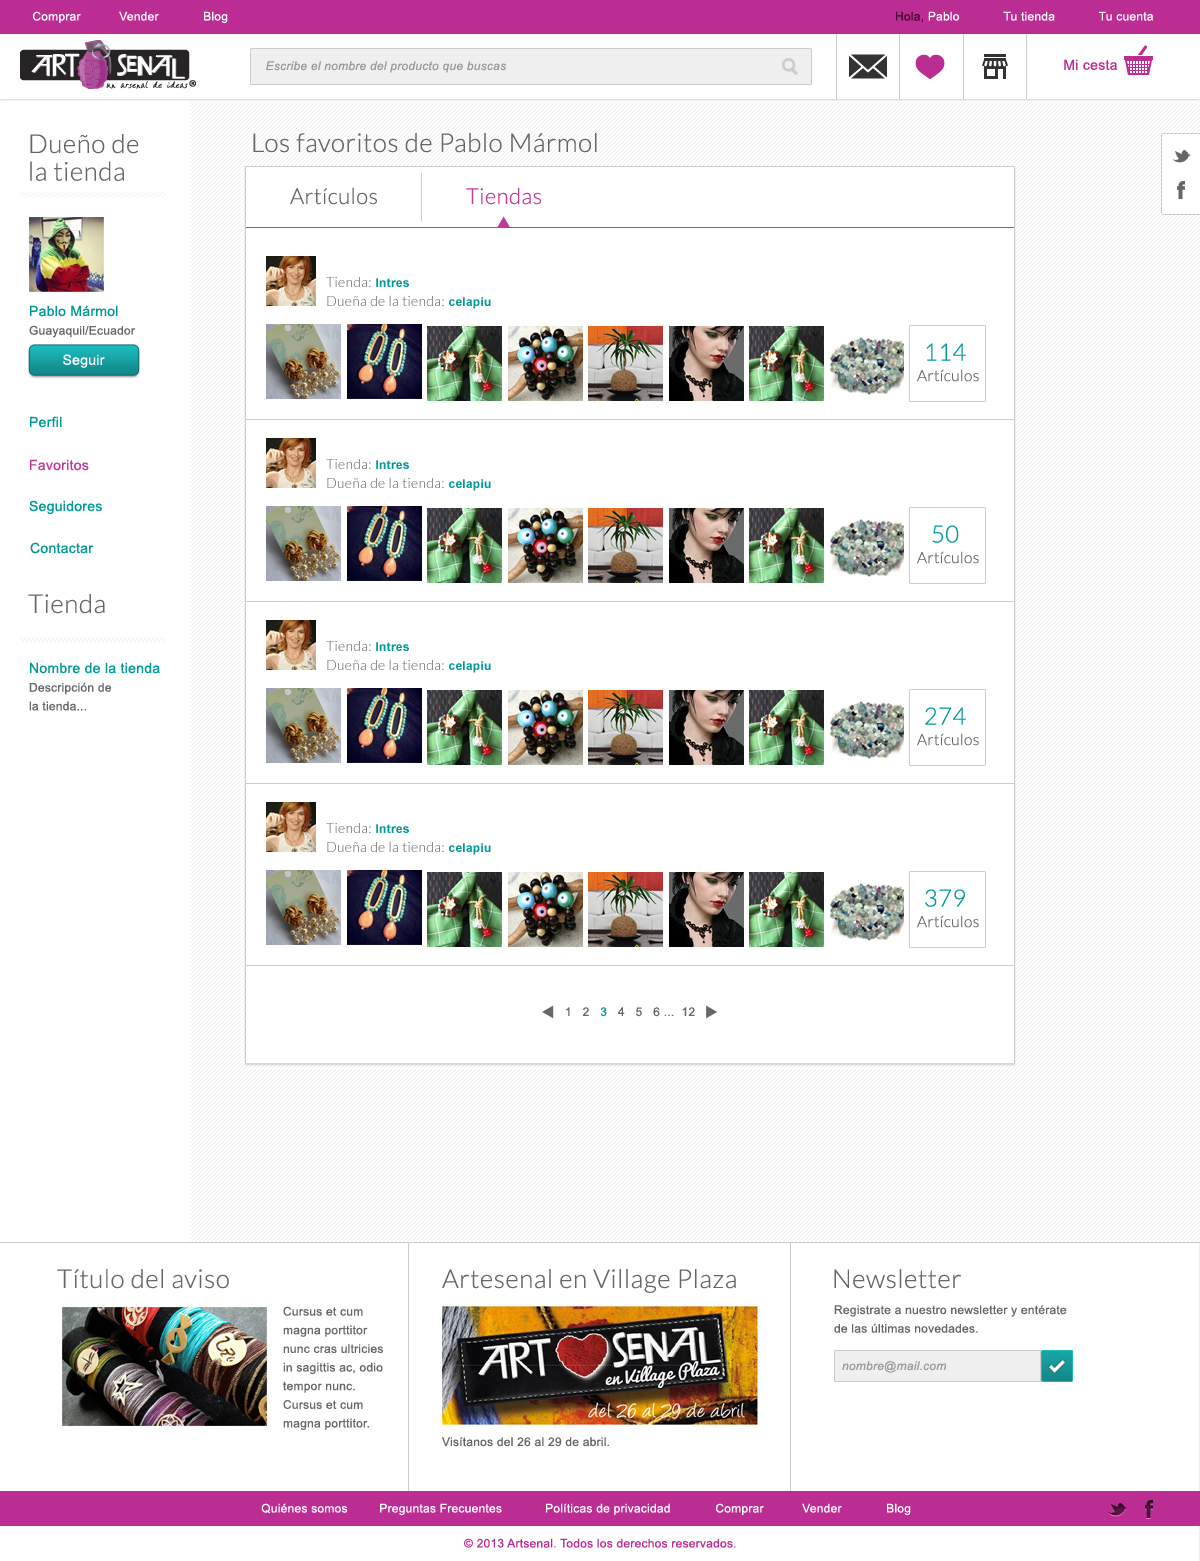 Comprar Vender Blog Hola, Pablo Tu tienda Tu cuenta
ARTSENAL®
un arsenal de ideas
Escribe el nombre del producto que buscas
Mi cesta
Dueño de
la tienda
Pablo Mármol
Guayaquil/Ecuador
Seguir
Perfil
Favoritos
Seguidores
Contactar
Tienda
Nombre de la tienda
Descripción de
la tienda...
Los favoritos de Pablo Mármol
Artículos Tiendas
Tienda: Intres
Dueña de la tienda: celapiu
114
Artículos
Tienda: Intres
Dueña de la tienda: celapiu
50
Artículos
Tienda: Intres
Dueña de la tienda: celapiu
274
Artículos
Tienda: Intres
Dueña de la tienda: celapiu
379
Artículos
1 2 3 4 5 6 ... 12
Título del aviso
Cursus et cum
magna porttitor
nunc cras ultricies
in sagittis ac, odio
tempor nunc.
Cursus et cum
magna porttitor.
Artesenal en Village Plaza
ART SENAL
en Village Plaza
del 26 al 29 de abril
Visítanos del 26 al 29 de abril.
Newsletter
Registrate a nuestro newsletter y entérate
de las últimas novedades.
nombre@mail.com
Quiénes somos Preguntas Frecuentes Políticas de privacidad Comprar Vender Blog
© 2013 Artsenal. Todos los derechos reservados.